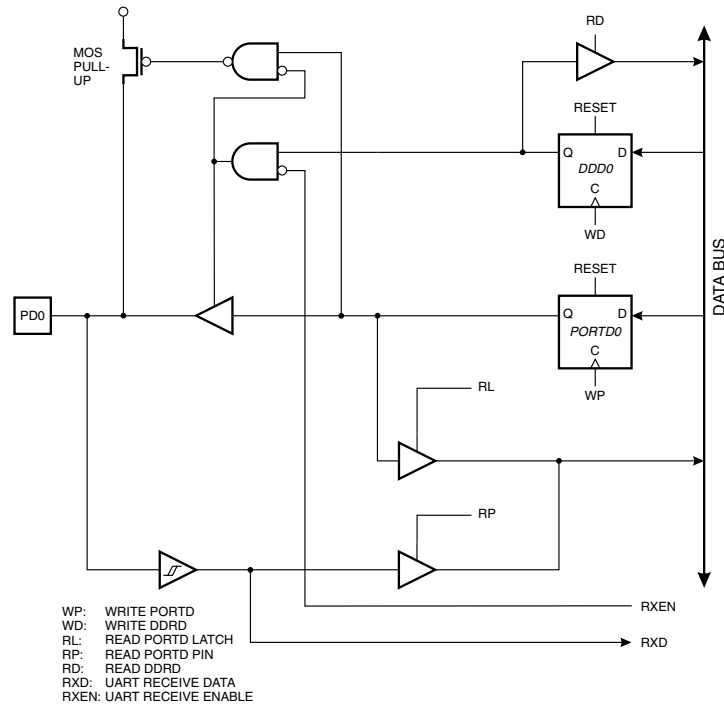 RD
MOS
PULL-
UP
RESET
Q D
DDD0
C
WD
DATA BUS
RESET
PD0
Q D
PORTD0
C
WP
RL
RP
RXEN
WP: WRITE PORTD
WD: WRITE DDRD
RL: READ PORTD LATCH
RXD
RP: READ PORTD PIN
RD: READ DDRD
RXD: UART RECEIVE DATA
RXEN: UART RECEIVE ENABLE